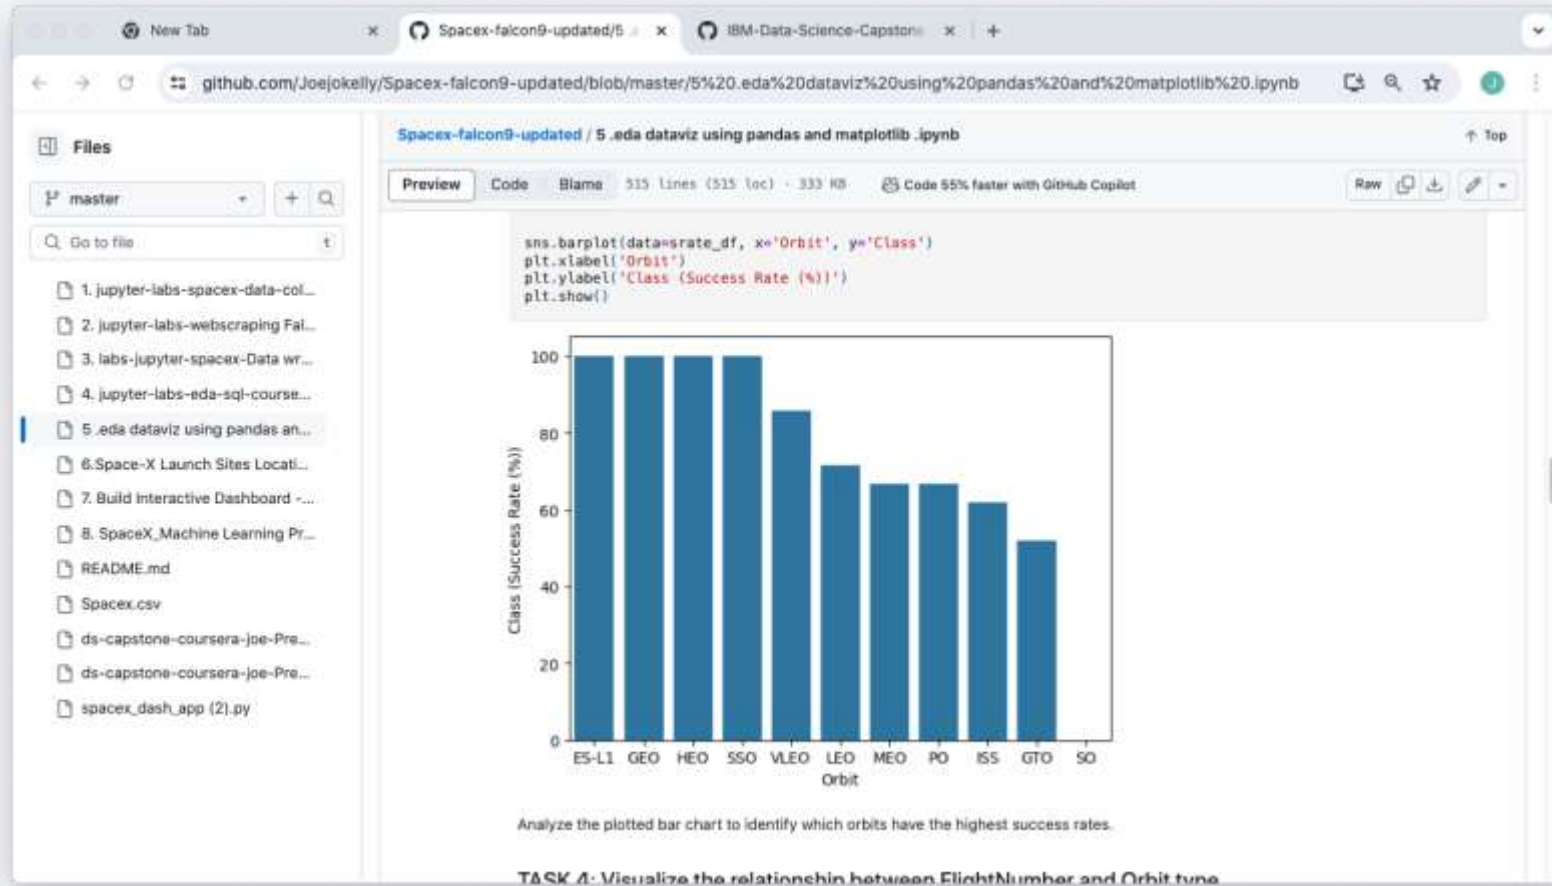 New Tab
Spacex-falcon9-updated/5
IBM-Data-Science-Capstone
github.com/Joejokelly/Spacex-falcon9-updated/blob/master/5%20.eda%20dataviz%20using%20pandas%20and%20matplotlib%20.ipynb
J
Files
master
Go to file
t
1. jupyter-labs-spacex-data-col...
2. jupyter-labs-webscraping Fal...
3. labs-jupyter-spacex-Data wr...
4. jupyter-labs-eda-sql-course...
5 .eda dataviz using pandas an...
6.Space-X Launch Sites Locati...
7. Build Interactive Dashboard -...
8. SpaceX_Machine Learning Pr...
README.md
Spacex.csv
ds-capstone-coursera-joe-Pre...
ds-capstone-coursera-joe-Pre...
spacex_dash_app (2).py
Spacex-falcon9-updated / 5 .eda dataviz using pandas and matplotlib .ipynb
Top
Preview Code Blame 515 lines (515 loc) · 333 KB Code 55% faster with GitHub Copilot Raw
sns.barplot(data=srate_df, x='Orbit', y='Class')
plt.xlabel('Orbit')
plt.ylabel('Class (Success Rate (%))')
plt.show()
Class (Success Rate (%))
100
80
60
40
20
0
ES-L1 GEO HEO SSO VLEO LEO MEO PO ISS GTO SO
Orbit
Analyze the plotted bar chart to identify which orbits have the highest success rates.
TASK 4: Visualize the relationship between FlightNumber and Orbit type